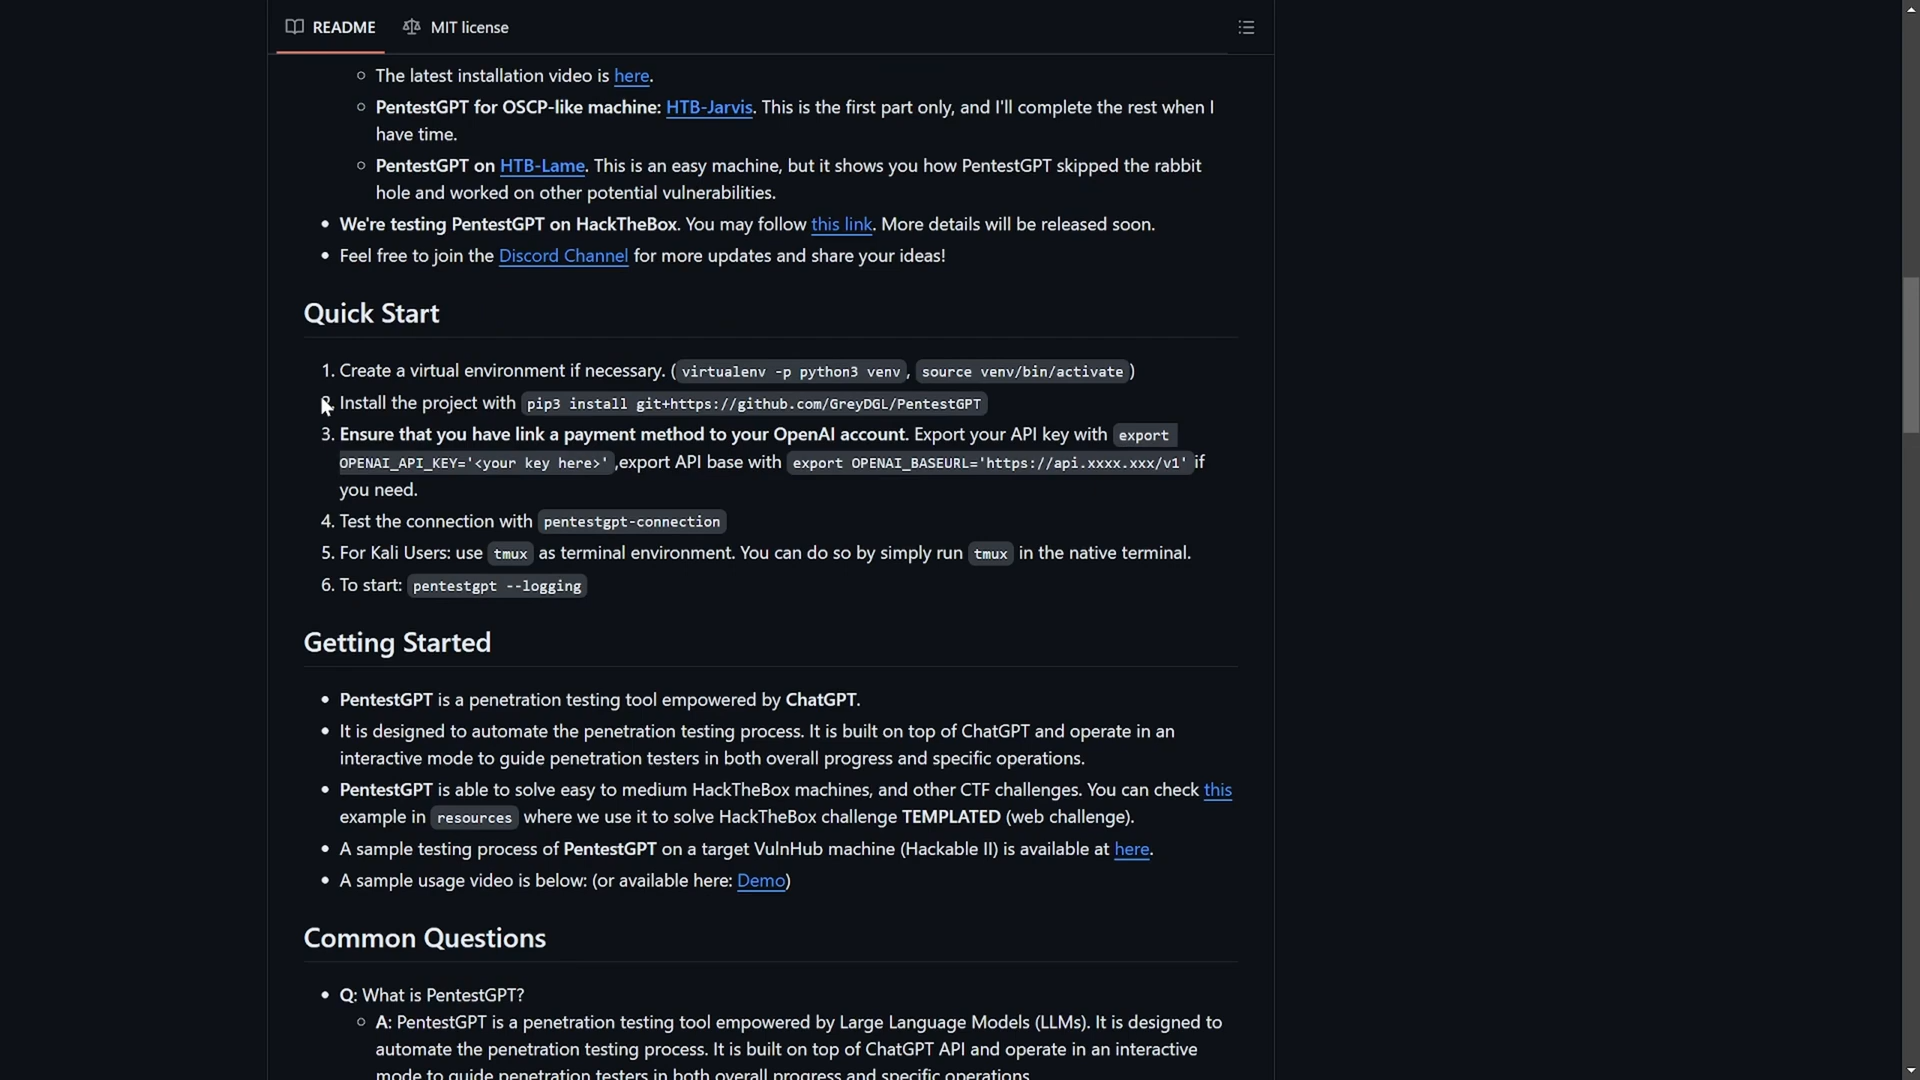 README MIT license
The latest installation video is here.
PentestGPT for OSCP-like machine: HTB-Jarvis. This is the first part only, and I'll complete the rest when I
have time.
PentestGPT on HTB-Lame. This is an easy machine, but it shows you how PentestGPT skipped the rabbit
hole and worked on other potential vulnerabilities.
We're testing PentestGPT on HackTheBox. You may follow this link. More details will be released soon.
Feel free to join the Discord Channel for more updates and share your ideas!
Quick Start
1. Create a virtual environment if necessary. ( virtualenv -p python3 venv , source venv/bin/activate )
Install the project with pip3 install git+https://github.com/GreyDGL/PentestGPT
3. Ensure that you have link a payment method to your OpenAI account. Export your API key with export
OPENAI_API_KEY='<your key here>' ,export API base with export OPENAI_BASEURL='https://api.xxxx.xxx/v1' if
you need.
4. Test the connection with pentestgpt-connection
5. For Kali Users: use tmux as terminal environment. You can do so by simply run tmux in the native terminal.
6. To start: pentestgpt --logging
Getting Started
PentestGPT is a penetration testing tool empowered by ChatGPT.
It is designed to automate the penetration testing process. It is built on top of ChatGPT and operate in an
interactive mode to guide penetration testers in both overall progress and specific operations.
PentestGPT is able to solve easy to medium HackTheBox machines, and other CTF challenges. You can check this
example in resources where we use it to solve HackTheBox challenge TEMPLATED (web challenge).
A sample testing process of PentestGPT on a target VulnHub machine (Hackable II) is available at here.
A sample usage video is below: (or available here: Demo)
Common Questions
Q: What is PentestGPT?
A: PentestGPT is a penetration testing tool empowered by Large Language Models (LLMs). It is designed to
automate the penetration testing process. It is built on top of ChatGPT API and operate in an interactive
mode to guide penetration testers in both overall progress and specific operations.